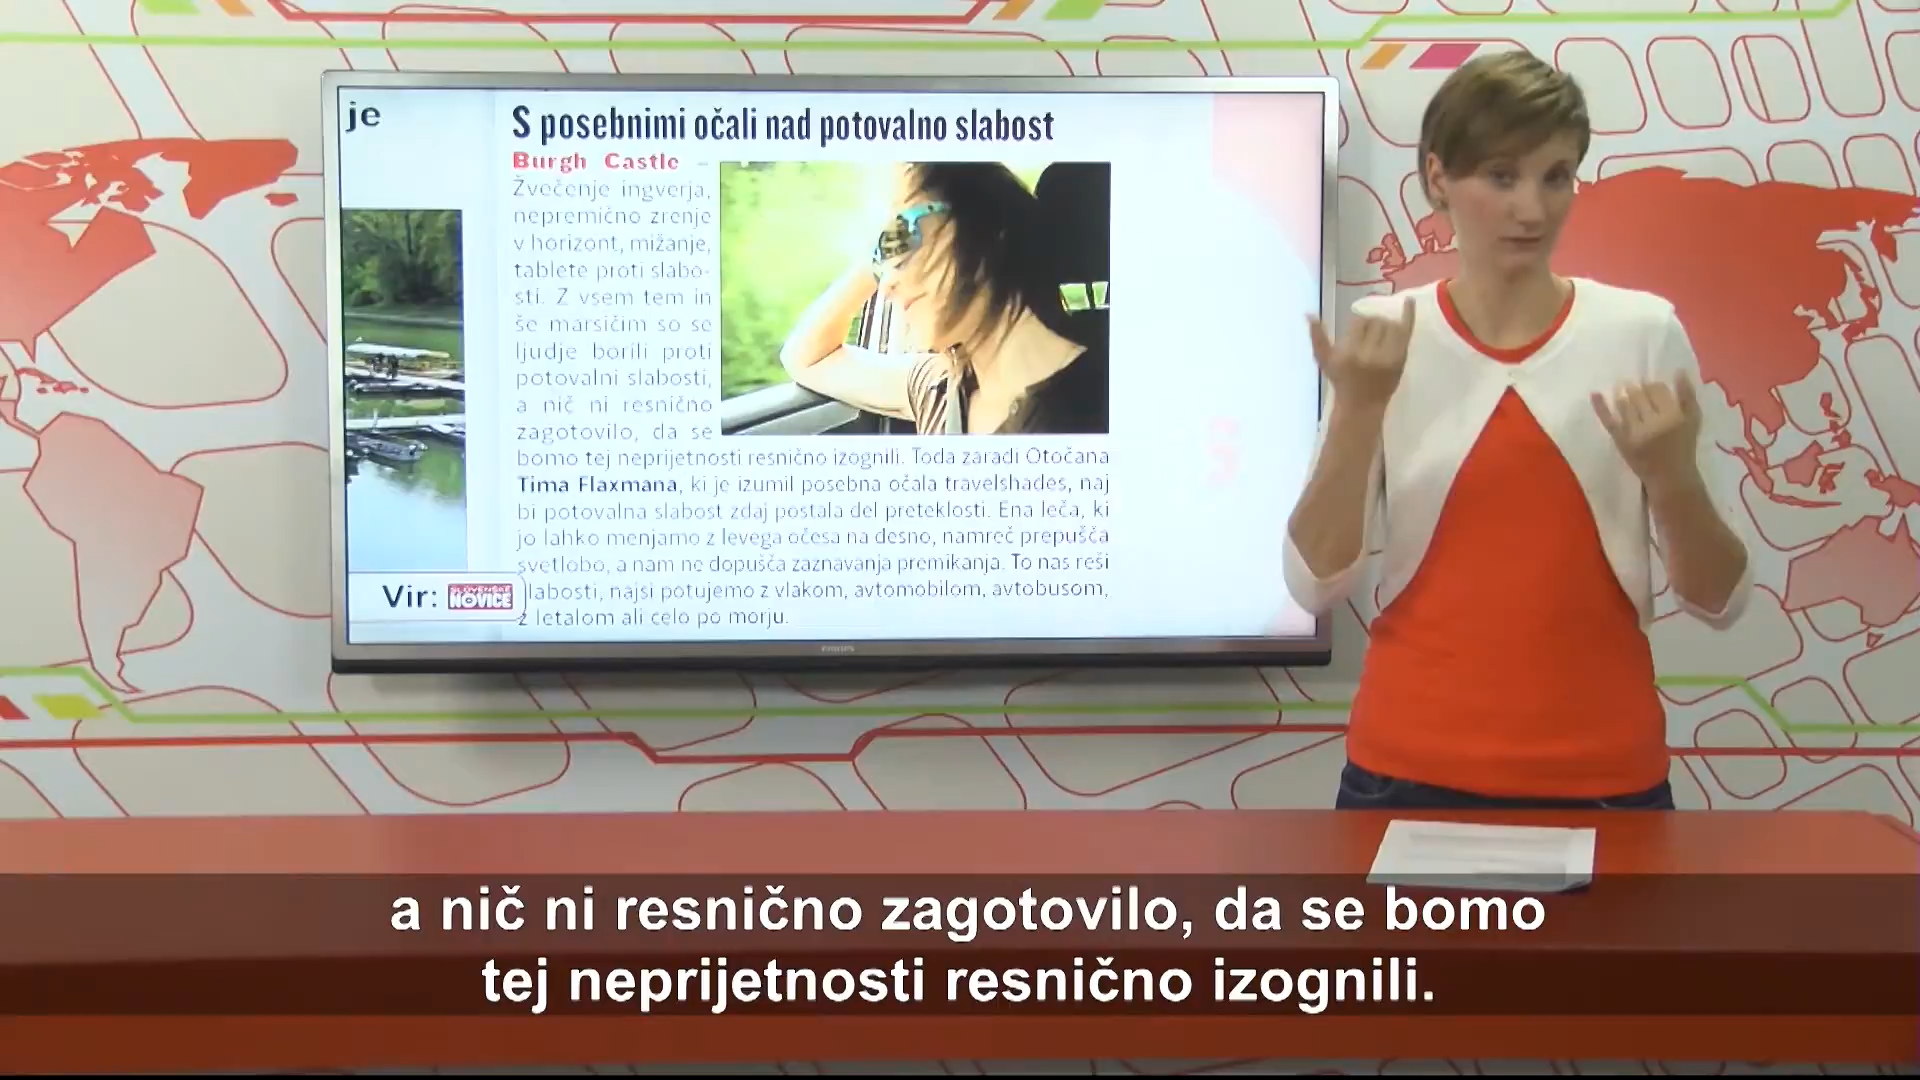 je
S posebnimi očali nad potovalno slabost
Burgh Castle –
Žvečenje ingverja,
nepremično zrenje
v horizont, mižanje,
tablete proti slabo-
sti. Z vsem tem in
še marsičim so se
ljudje borili proti
potovalni slabosti,
a nič ni resnično
zagotovilo, da se
bomo tej neprijetnosti resnično izognili. Toda zaradi Otočana
Tima Flaxmana, ki je izumil posebna očala travelshades, naj
bi potovalna slabost zdaj postala del preteklosti. Ena leča, ki
jo lahko menjamo z levega očesa na desno, namreč prepušča
svetlobo, a nam ne dopušča zaznavanja premikanja. To nas reši
labosti, najsi potujemo z vlakom, avtomobilom, avtobusom,
z letalom ali celo po morju.
Vir: SLOVENSKE NOVICE
PHILIPS
a nič ni resnično zagotovilo, da se bomo
tej neprijetnosti resnično izognili.